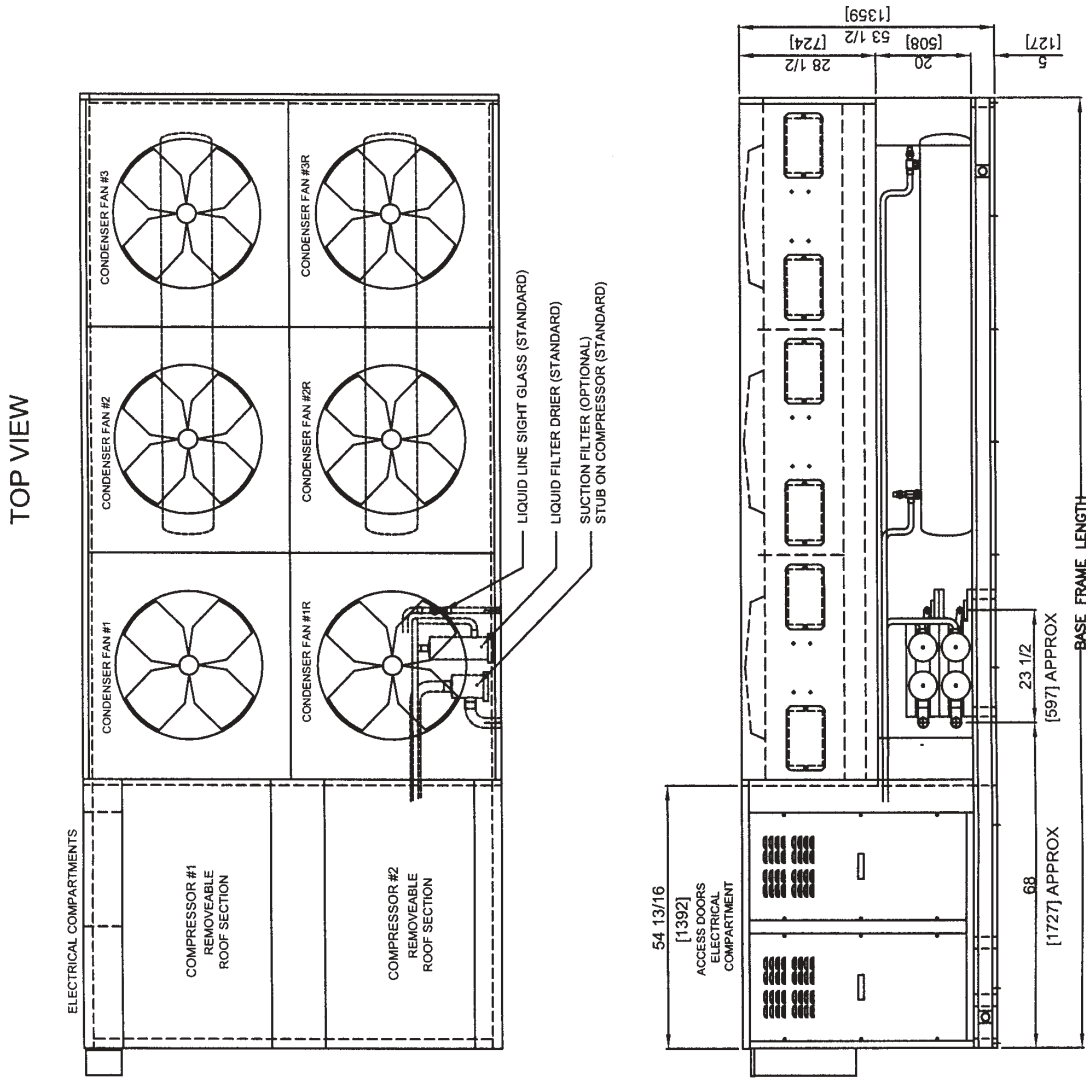 TOP VIEW
CONDENSER FAN #1
CONDENSER FAN #2
CONDENSER FAN #3
CONDENSER FAN #1R
CONDENSER FAN #2R
CONDENSER FAN #3R
ELECTRICAL COMPARTMENTS
COMPRESSOR #1
REMOVEABLE
ROOF SECTION
COMPRESSOR #2
REMOVEABLE
ROOF SECTION
LIQUID LINE SIGHT GLASS (STANDARD)
LIQUID FILTER DRIER (STANDARD)
SUCTION FILTER (OPTIONAL)
STUB ON COMPRESSOR (STANDARD)
54 13/16
[1392]
ACCESS DOORS
ELECTRICAL
COMPARTMENT
28 1/2
[724]
53 1/2
[1359]
20
[508]
5
[127]
23 1/2
[597] APPROX
68
[1727] APPROX
BASE FRAME LENGTH